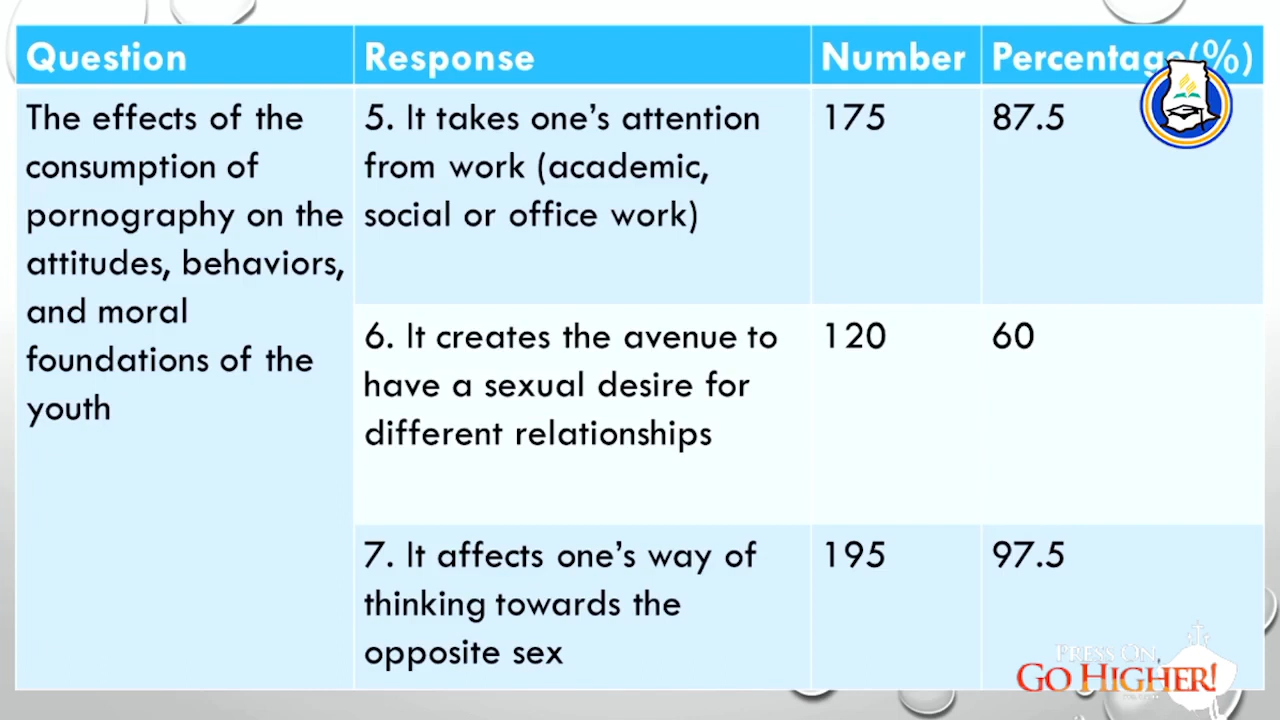 Question Response Number Percentage(%)
The effects of the
consumption of
pornography on the
attitudes, behaviors,
and moral
foundations of the
youth
5. It takes one’s attention
from work (academic,
social or office work)
175
87.5
6. It creates the avenue to
have a sexual desire for
different relationships
120
60
7. It affects one’s way of
thinking towards the
opposite sex
195
97.5
PRESS ON,
GO HIGHER!